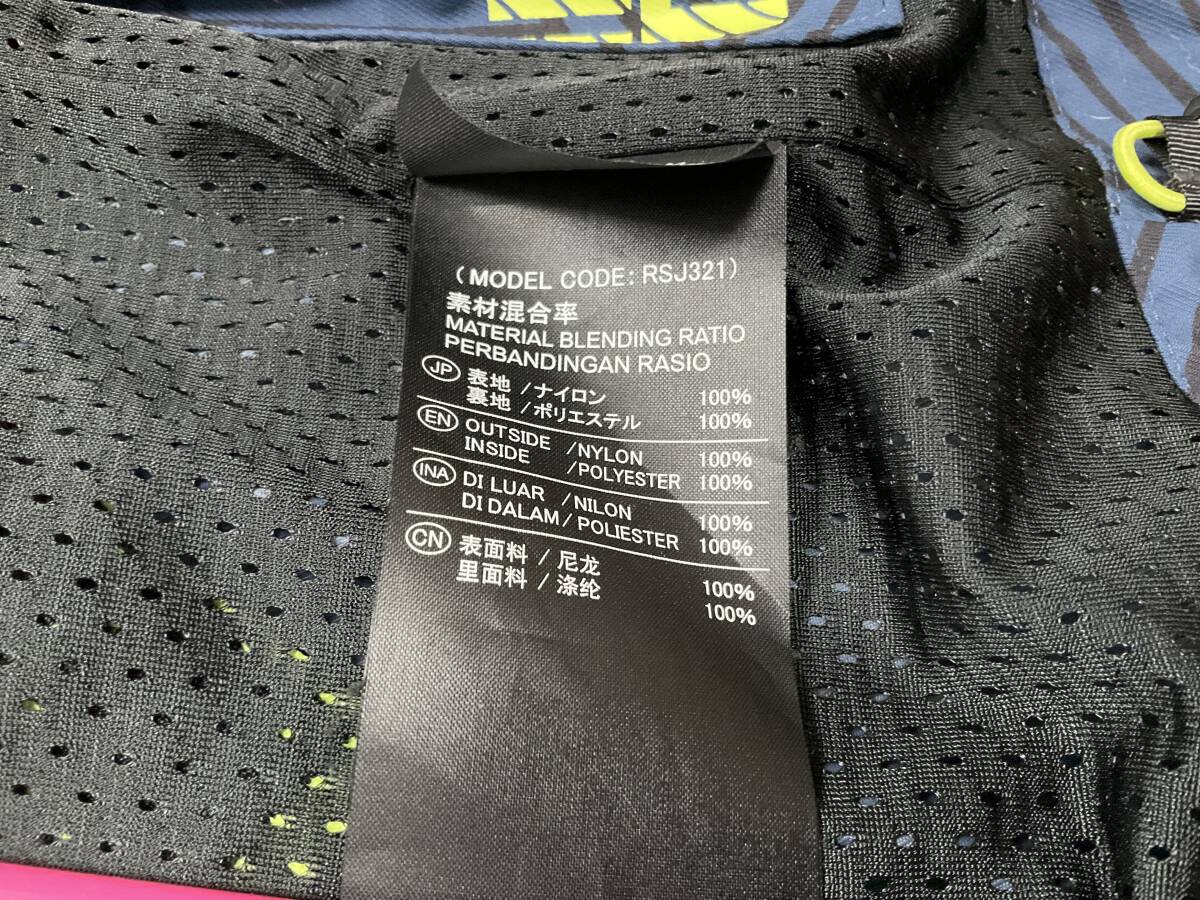 (MODEL CODE: RSJ321)
素材混合率
MATERIAL BLENDING RATIO
PERBANDINGAN RASIO
JP 表地 /ナイロン 100%
裏地 /ポリエステル 100%
EN OUTSIDE /NYLON 100%
INSIDE /POLYESTER 100%
INA DI LUAR /NILON 100%
DI DALAM/POLIESTER 100%
CN 表面料 / 尼龙 100%
里面料 / 涤纶 100%